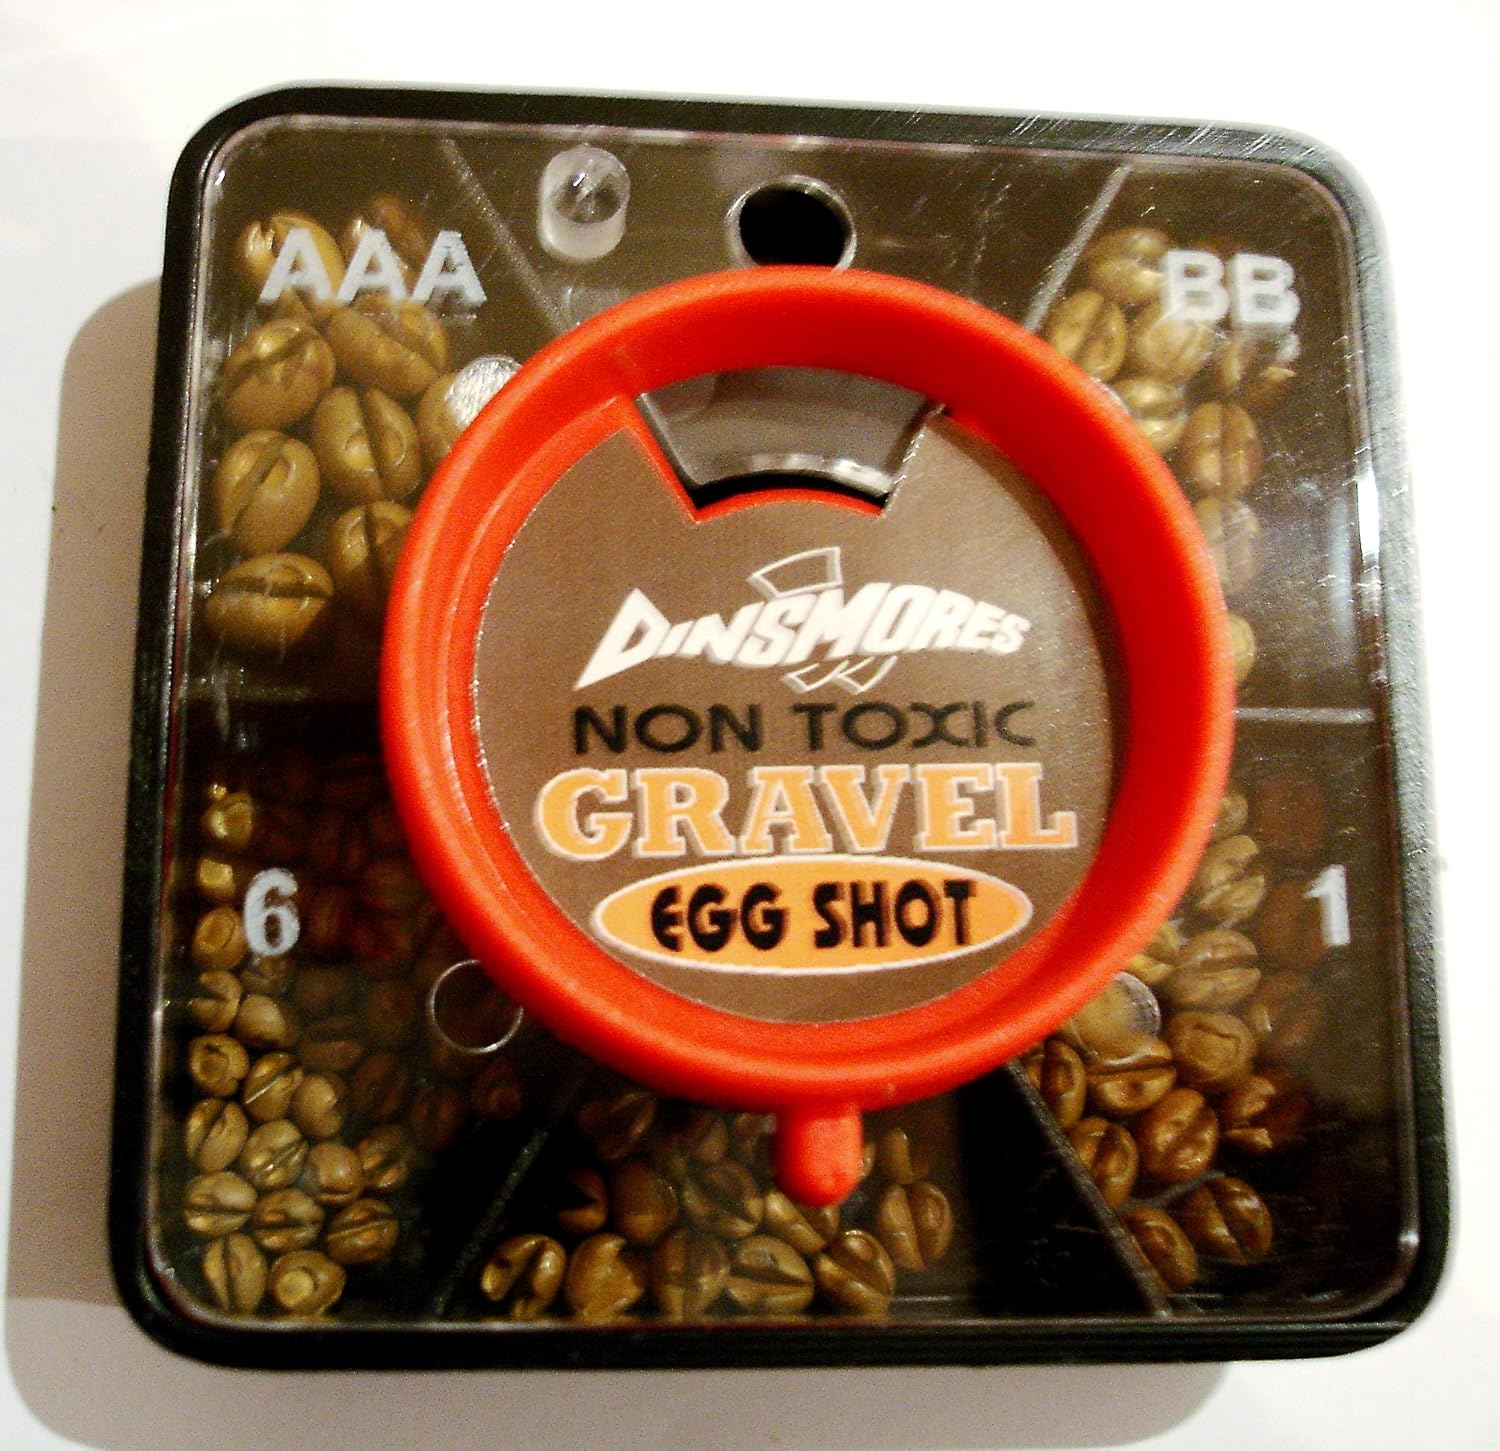 AAA
BB
DINSMORES
NON TOXIC
GRAVEL
EGG SHOT
6
1